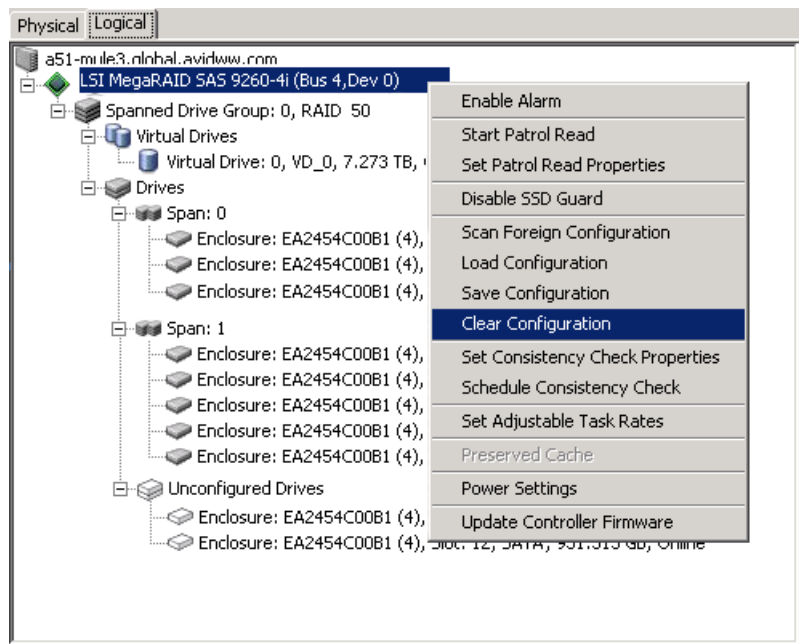 Physical Logical
a51-mule3.global.avidww.com
LSI MegaRAID SAS 9260-4i (Bus 4,Dev 0)
Spanned Drive Group: 0, RAID 50
Virtual Drives
Virtual Drive: 0, VD_0, 7.273 TB,
Drives
Span: 0
Enclosure: EA2454C00B1 (4),
Enclosure: EA2454C00B1 (4),
Enclosure: EA2454C00B1 (4),
Span: 1
Enclosure: EA2454C00B1 (4),
Enclosure: EA2454C00B1 (4),
Enclosure: EA2454C00B1 (4),
Enclosure: EA2454C00B1 (4),
Enclosure: EA2454C00B1 (4),
Unconfigured Drives
Enclosure: EA2454C00B1 (4),
Enclosure: EA2454C00B1 (4), Slot: 12, SATA, 931.513 GB, Online
Enable Alarm
Start Patrol Read
Set Patrol Read Properties
Disable SSD Guard
Scan Foreign Configuration
Load Configuration
Save Configuration
Clear Configuration
Set Consistency Check Properties
Schedule Consistency Check
Set Adjustable Task Rates
Preserved Cache
Power Settings
Update Controller Firmware